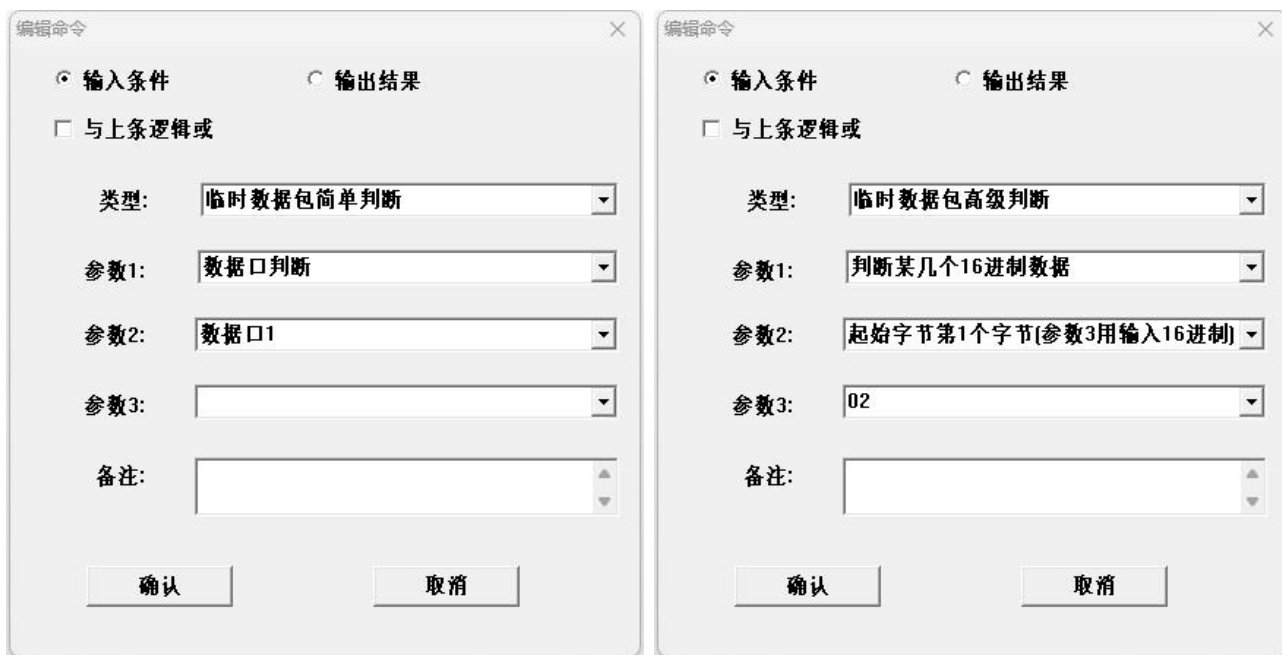 编辑命令
输入条件 输出结果
与上条逻辑或
类型: 临时数据包简单判断
参数1: 数据口判断
参数2: 数据口1
参数3:
备注:
确认 取消
编辑命令
输入条件 输出结果
与上条逻辑或
类型: 临时数据包高级判断
参数1: 判断某几个16进制数据
参数2: 起始字节第1个字节(参数3用输入16进制)
参数3: 02
备注:
确认 取消